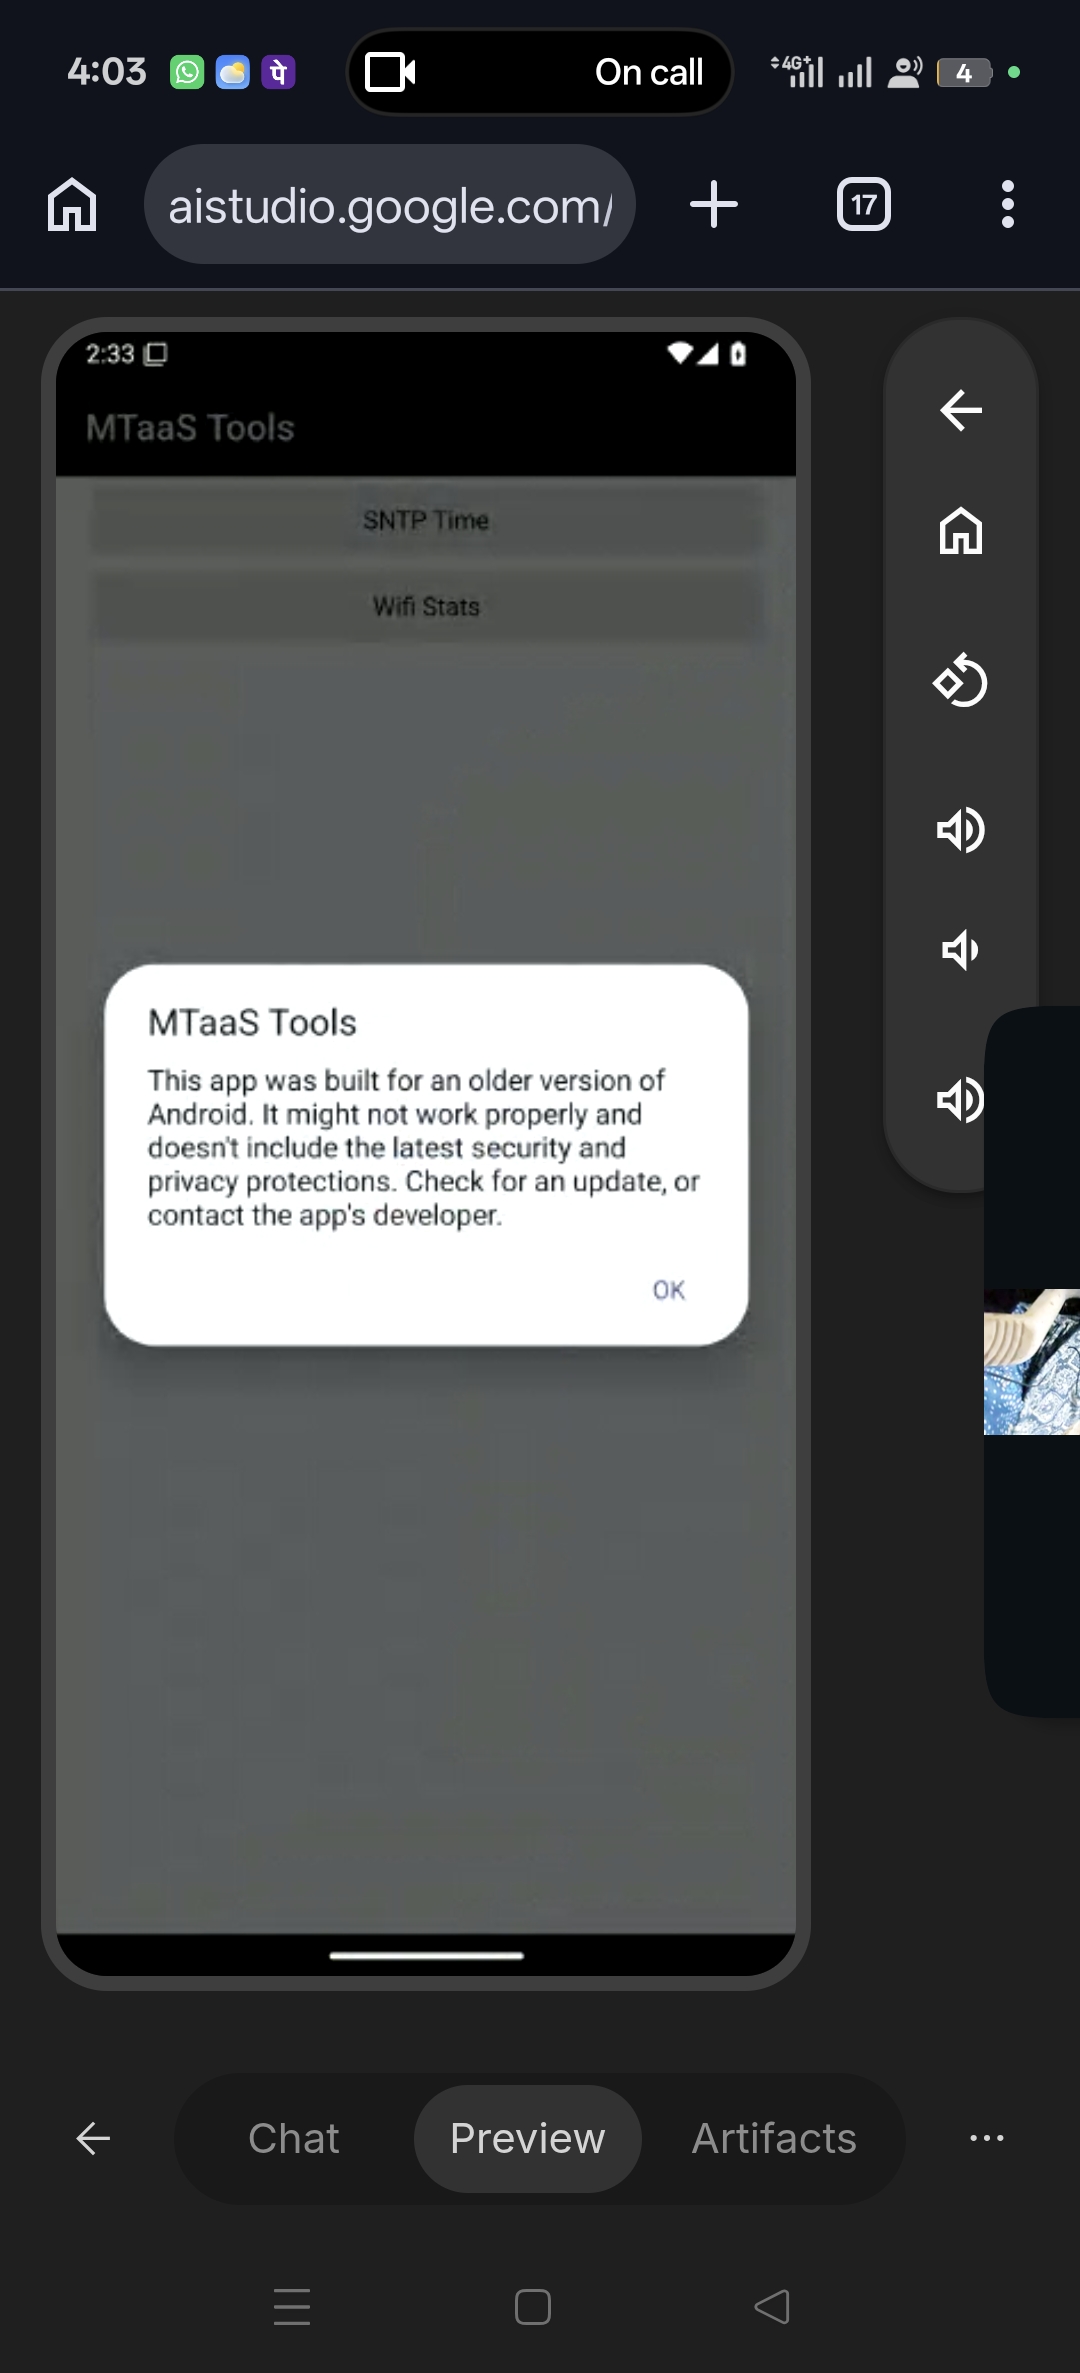 4:03
पे
On call
4G+
4
aistudio.google.com/
17
2:33
MTaaS Tools
SNTP Time
Wifi Stats
MTaaS Tools
This app was built for an older version of
Android. It might not work properly and
doesn't include the latest security and
privacy protections. Check for an update, or
contact the app's developer.
OK
Chat
Preview
Artifacts